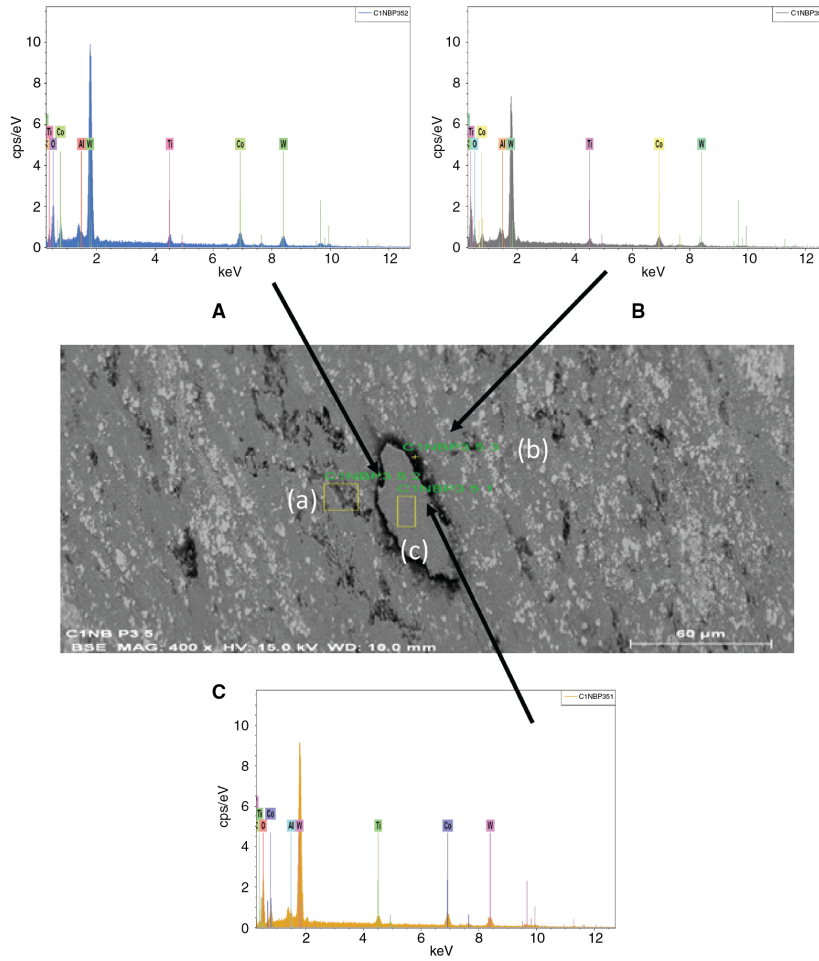 C1NBP352
10
8
6
4
2
0
cps/eV
Ti
O
Co
Al
W
Ti
Co
W
2 4 6 8 10 12
keV
A
10
8
6
4
2
0
cps/eV
Ti
O
Co
Al
W
Ti
Co
W
2 4 6 8 10 12
keV
B
(a)
(b)
(c)
C1NB P3 5
BSE MAG: 400 x HV: 15.0 kV WD: 10.0 mm
60 µm
C
C1NBP351
10
8
6
4
2
0
cps/eV
Ti
O
Co
Al
W
Ti
Co
W
2 4 6 8 10 12
keV